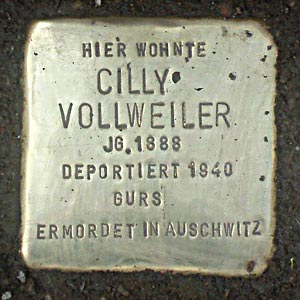 HIER WOHNTE
CILLY
VOLLWEILER
JG. 1888
DEPORTIERT 1940
GURS
ERMORDET IN AUSCHWITZ